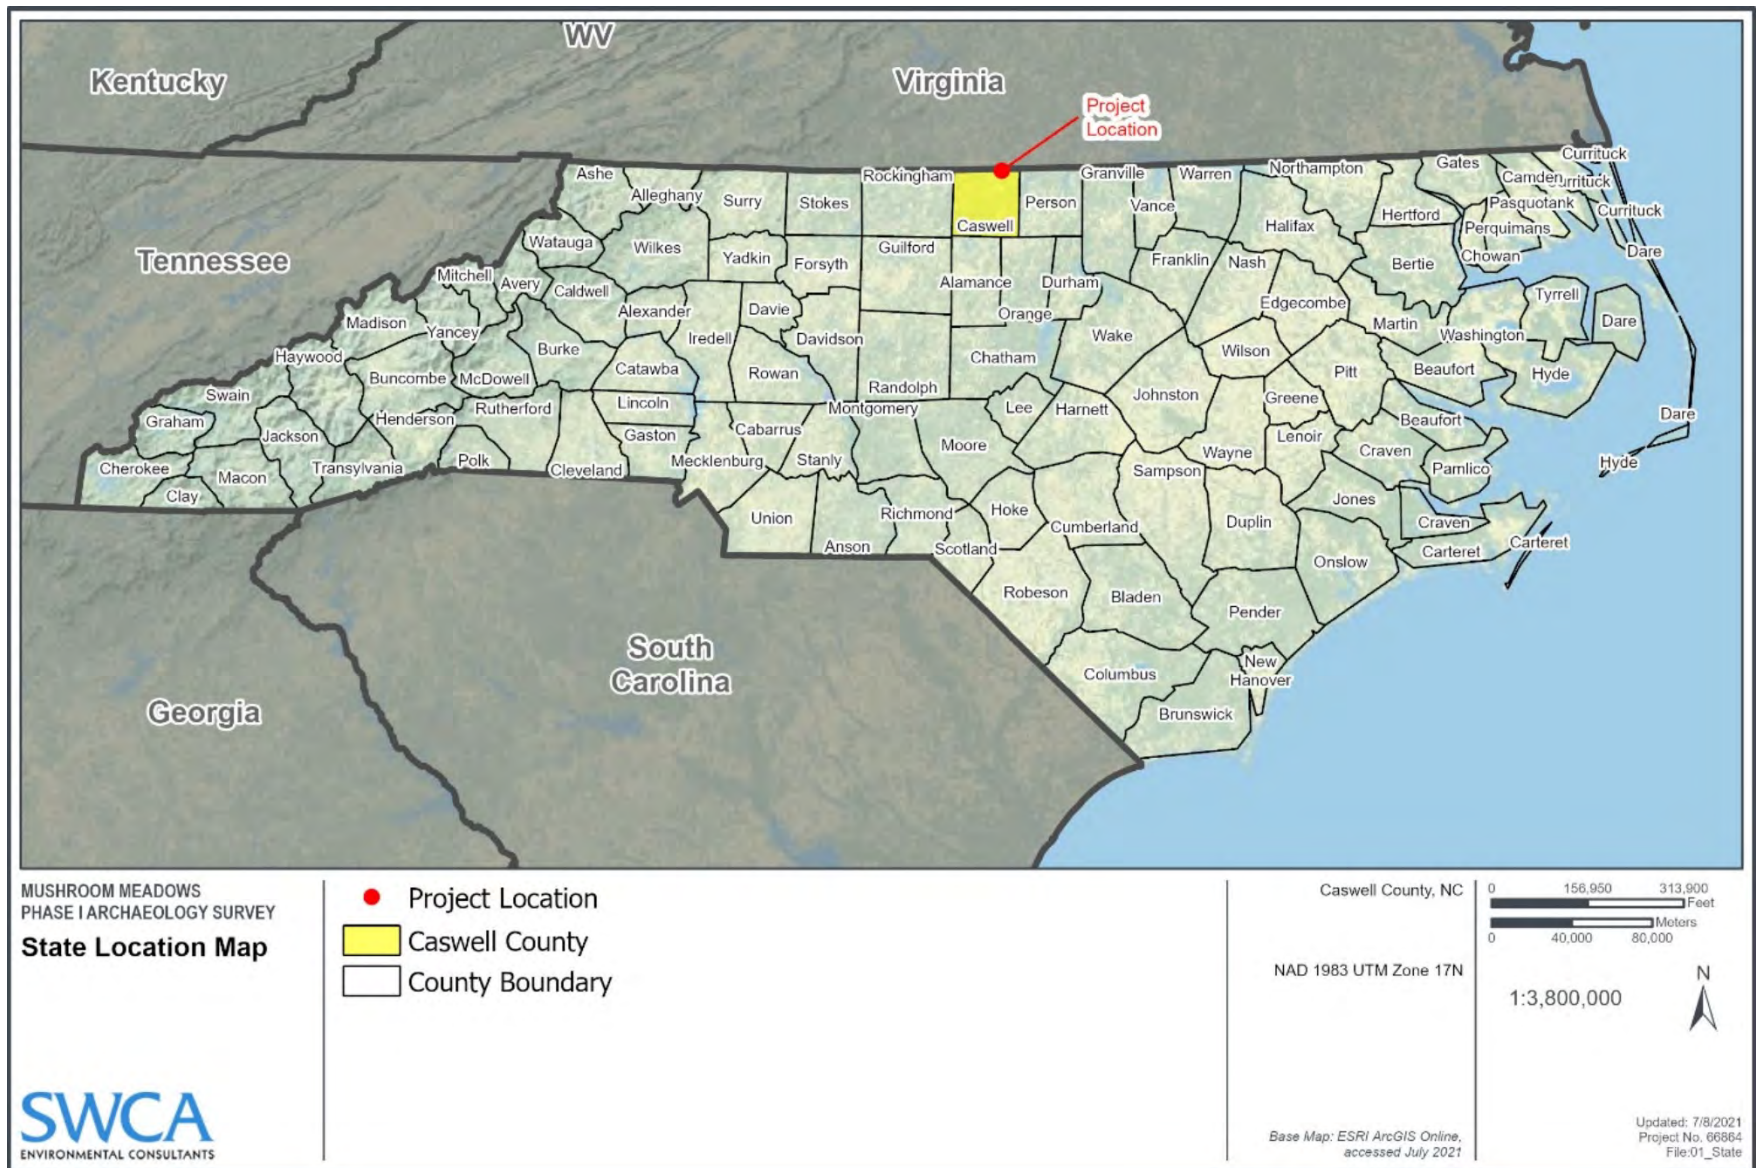 WV
Kentucky
Virginia
Project
Location
Tennessee
Georgia
South
Carolina
Ashe
Alleghany
Surry
Stokes
Rockingham
Caswell
Person
Granville
Vance
Warren
Northampton
Gates
Currituck
Camden
Currituck
Pasquotank
Currituck
Perquimans
Chowan
Dare
Hertford
Halifax
Bertie
Watauga
Wilkes
Yadkin
Forsyth
Guilford
Alamance
Orange
Durham
Franklin
Nash
Edgecombe
Martin
Washington
Tyrrell
Dare
Mitchell
Avery
Caldwell
Alexander
Iredell
Davie
Davidson
Madison
Yancey
Burke
Catawba
Rowan
Randolph
Chatham
Wake
Wilson
Pitt
Beaufort
Hyde
Haywood
Buncombe
McDowell
Swain
Graham
Jackson
Henderson
Rutherford
Lincoln
Gaston
Cabarrus
Montgomery
Moore
Lee
Harnett
Johnston
Greene
Beaufort
Dare
Cherokee
Clay
Macon
Transylvania
Polk
Cleveland
Mecklenburg
Stanly
Sampson
Wayne
Lenoir
Craven
Pamlico
Hyde
Union
Anson
Richmond
Scotland
Hoke
Cumberland
Duplin
Jones
Craven
Carteret
Carteret
Onslow
Robeson
Bladen
Pender
Columbus
New
Hanover
Brunswick
MUSHROOM MEADOWS
PHASE I ARCHAEOLOGY SURVEY
State Location Map
SWCA
ENVIRONMENTAL CONSULTANTS
Project Location
Caswell County
County Boundary
Caswell County, NC
NAD 1983 UTM Zone 17N
Base Map: ESRI ArcGIS Online,
accessed July 2021
0 156,950 313,900
Feet
Meters
0 40,000 80,000
N
1:3,800,000
Updated: 7/8/2021
Project No. 66864
File:01_State